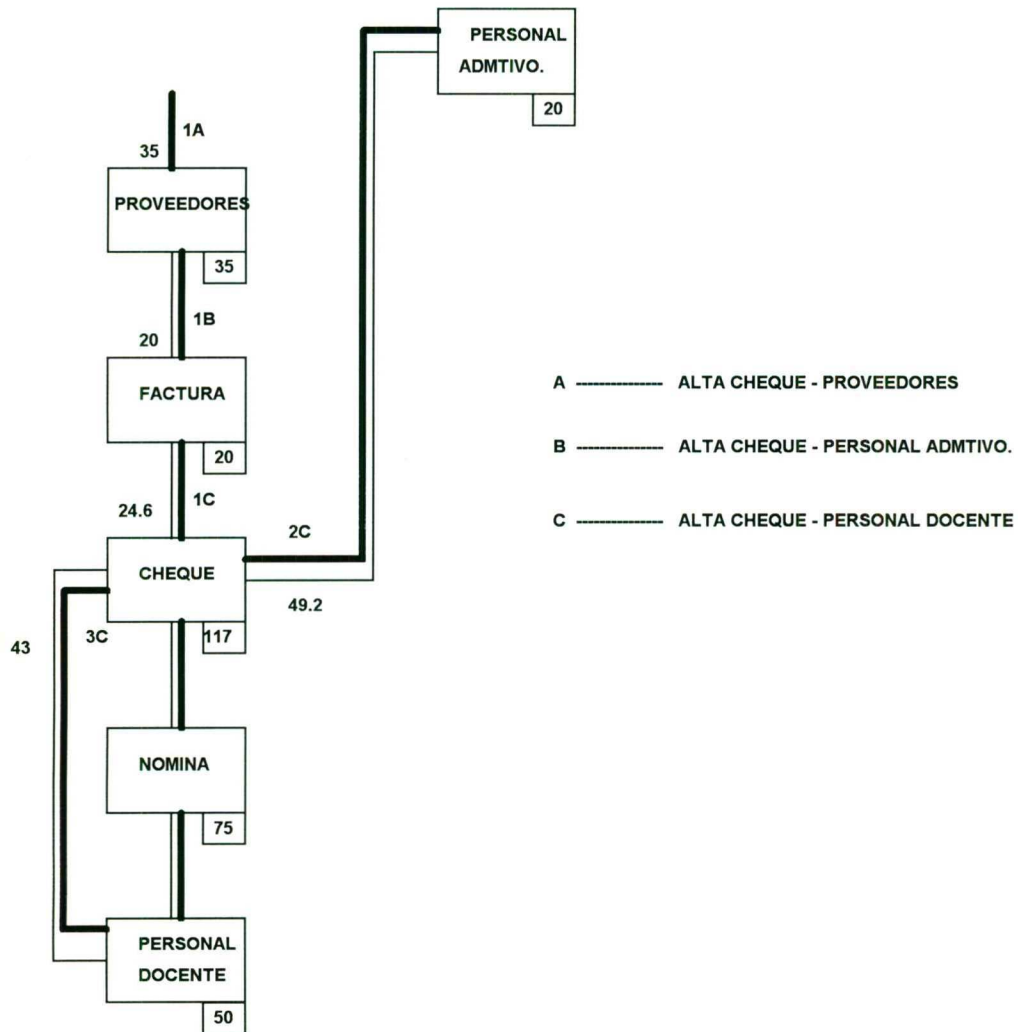 PERSONAL
ADMTIVO.
20
1A
35
PROVEEDORES
35
1B
20
FACTURA
20
1C
24.6
2C
CHEQUE
49.2
117
3C
43
NOMINA
75
PERSONAL
DOCENTE
50
A -------------- ALTA CHEQUE - PROVEEDORES
B -------------- ALTA CHEQUE - PERSONAL ADMTIVO.
C -------------- ALTA CHEQUE - PERSONAL DOCENTE